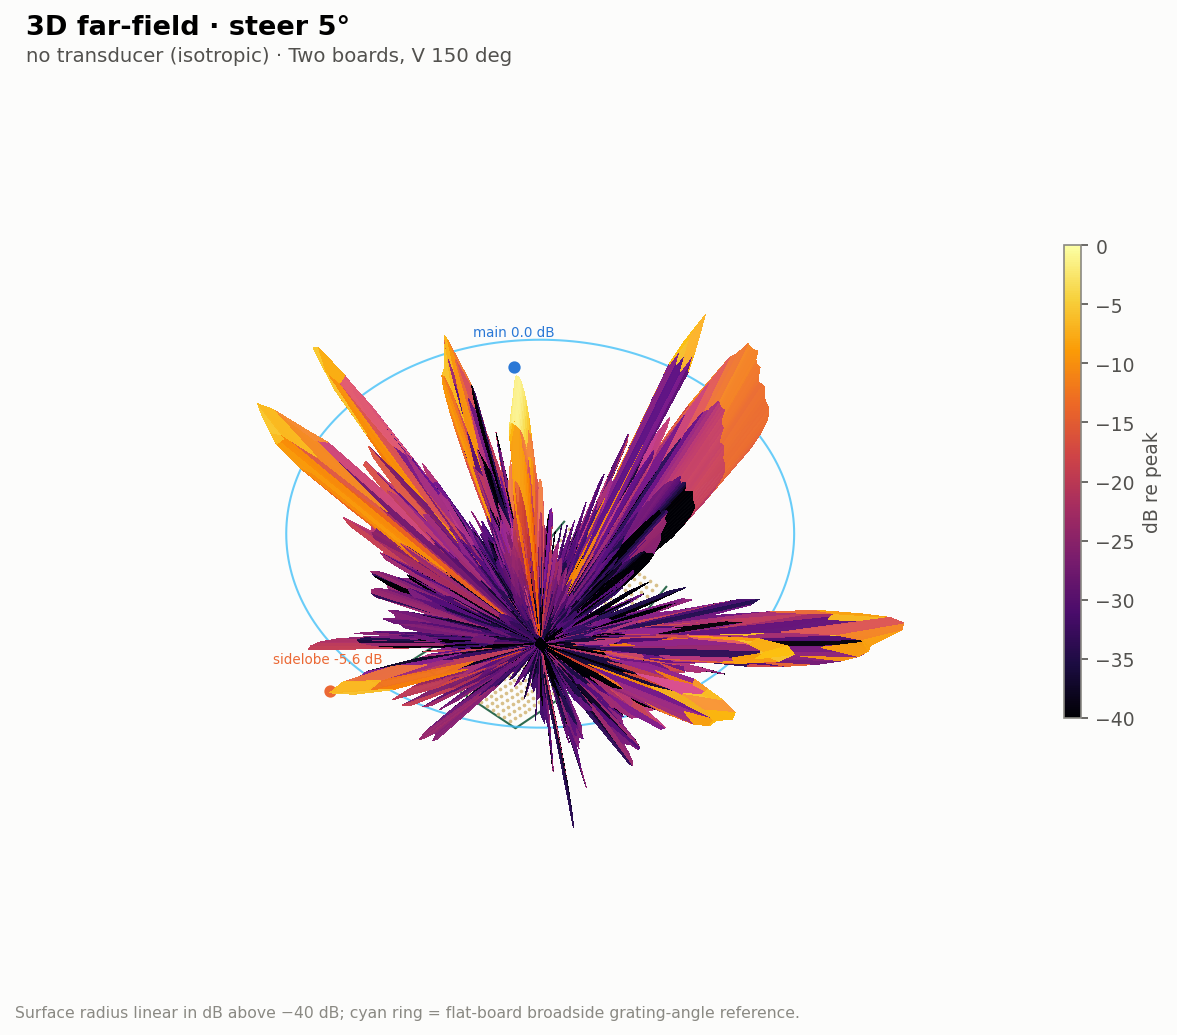 3D far-field · steer 5°
no transducer (isotropic) · Two boards, V 150 deg
main 0.0 dB
sidelobe -5.6 dB
0
−5
−10
−15
−20
−25
−30
−35
−40
dB re peak
Surface radius linear in dB above −40 dB; cyan ring = flat-board broadside grating-angle reference.